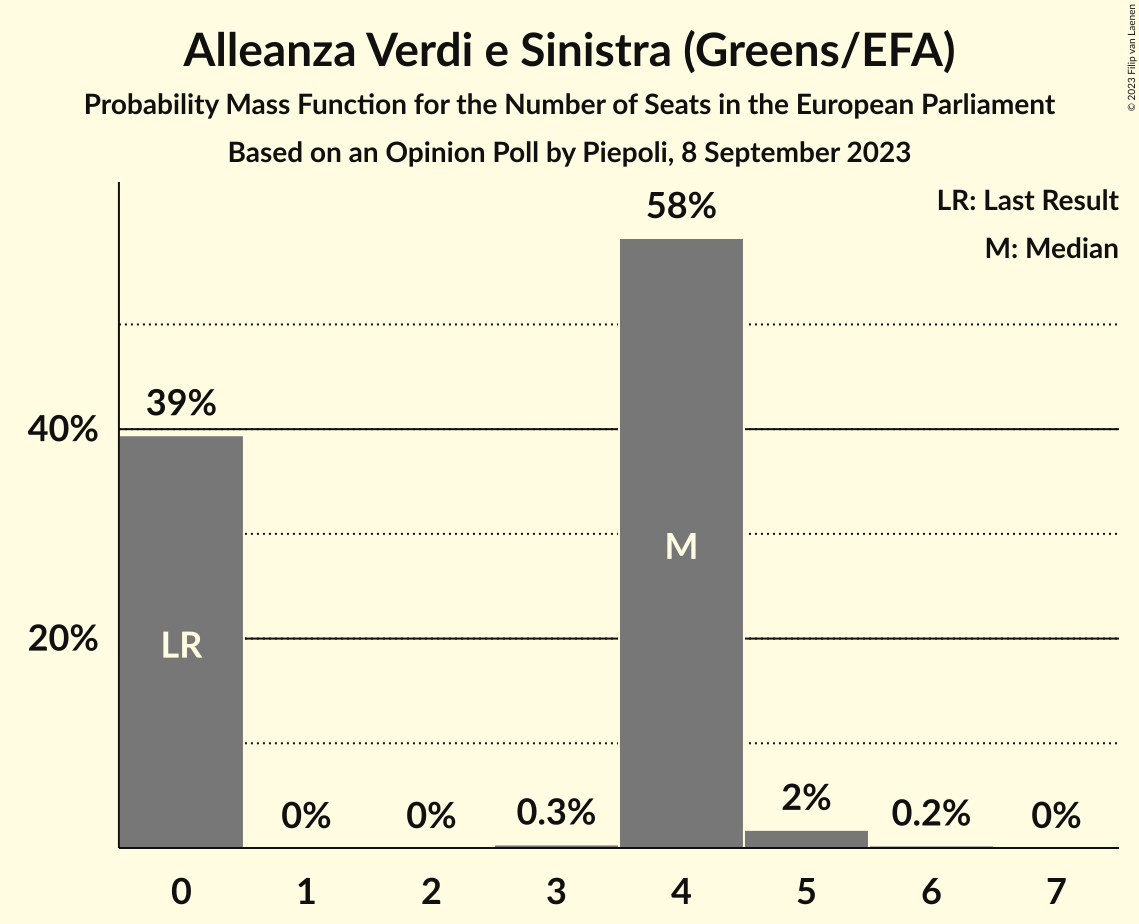 Alleanza Verdi e Sinistra (Greens/EFA)
Probability Mass Function for the Number of Seats in the European Parliament
Based on an Opinion Poll by Piepoli, 8 September 2023
© 2023 Filip van Laenen
LR: Last Result
M: Median
58%
39%
40%
M
20%
LR
0%
0%
0.3%
2%
0.2%
0%
0 1 2 3 4 5 6 7